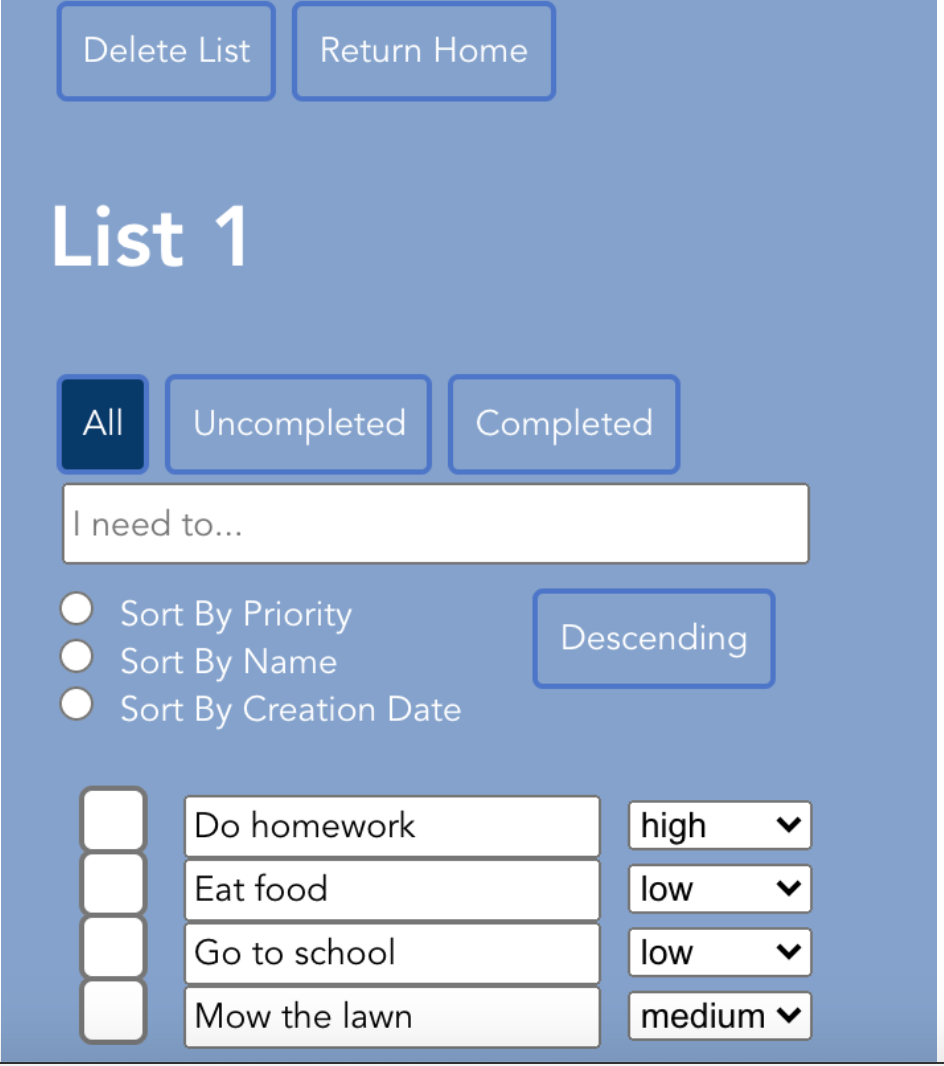 Delete List Return Home
List 1
All Uncompleted Completed
I need to...
Sort By Priority
Descending
Sort By Name
Sort By Creation Date
Do homework high
Eat food low
Go to school low
Mow the lawn medium